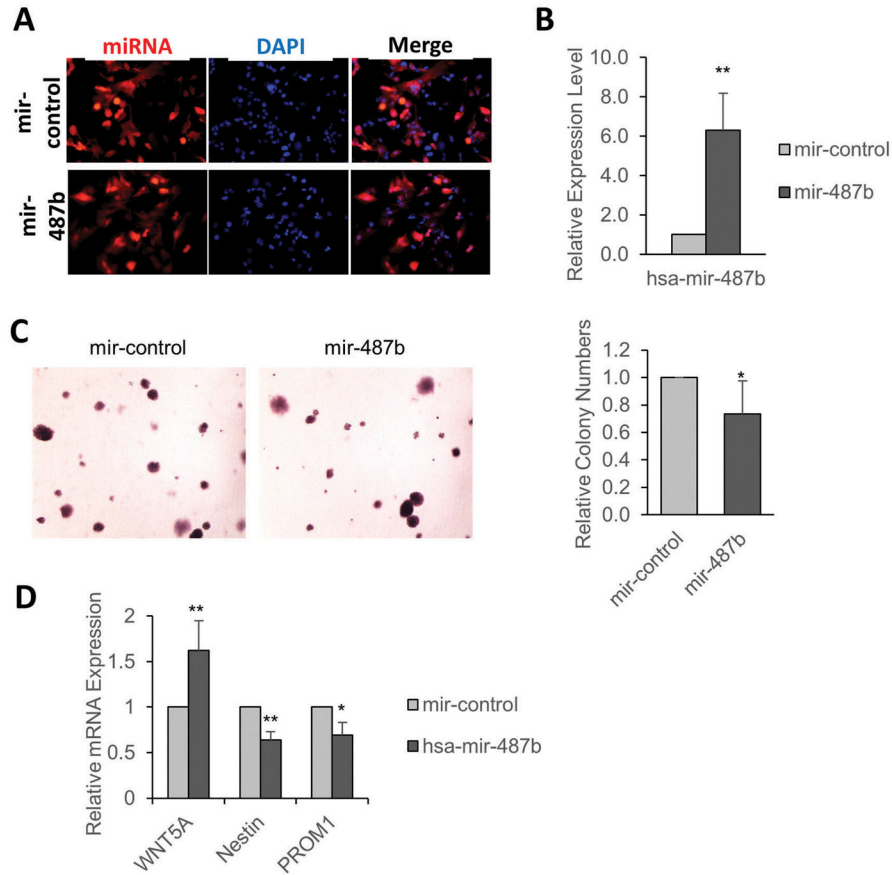 A
miRNA DAPI Merge
mir-
control
mir-
487b
B
Relative Expression Level
10.0
8.0
6.0
4.0
2.0
0.0
**
hsa-mir-487b
mir-control
mir-487b
C
mir-control mir-487b
Relative Colony Numbers
1.2
1.0
0.8
0.6
0.4
0.2
0.0
*
mir-control
mir-487b
D
Relative mRNA Expression
2
1.5
1
0.5
0
**
**
*
WNT5A
Nestin
PROM1
mir-control
hsa-mir-487b